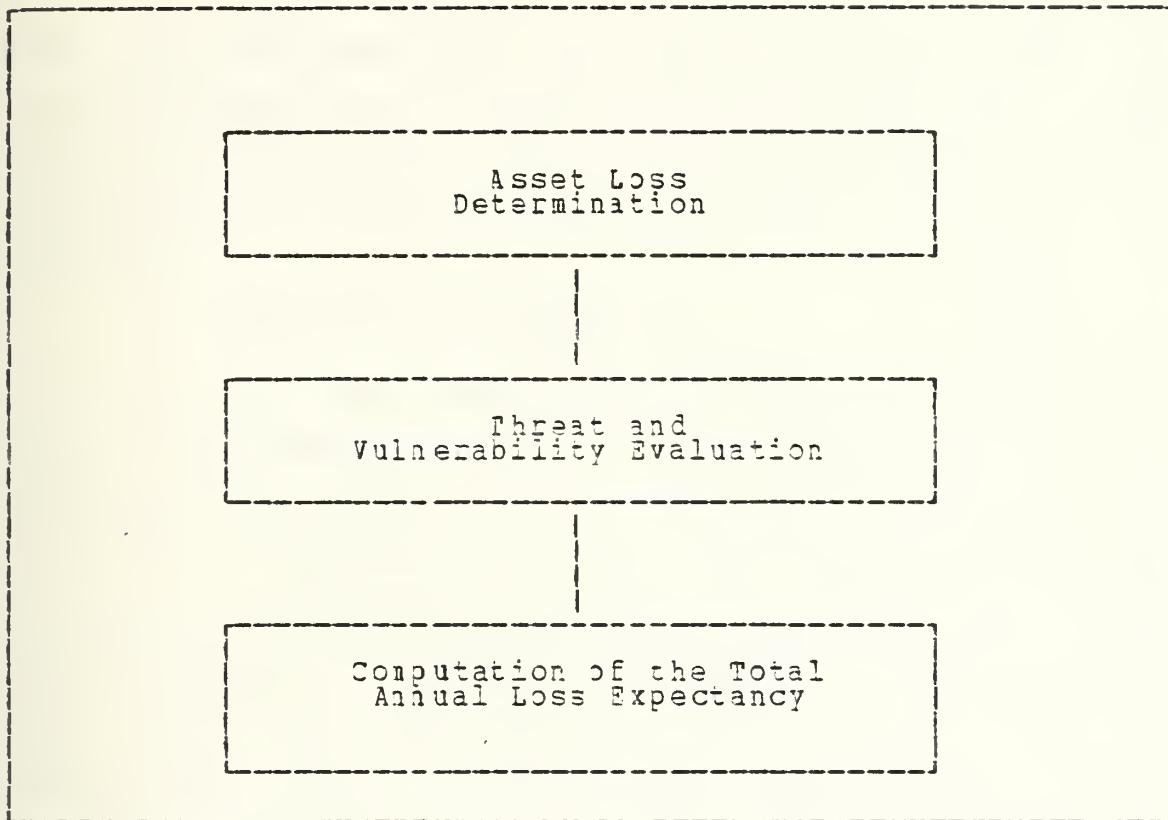 Asset Loss
Determination
Threat and
Vulnerability Evaluation
Computation of the Total
Annual Loss Expectancy